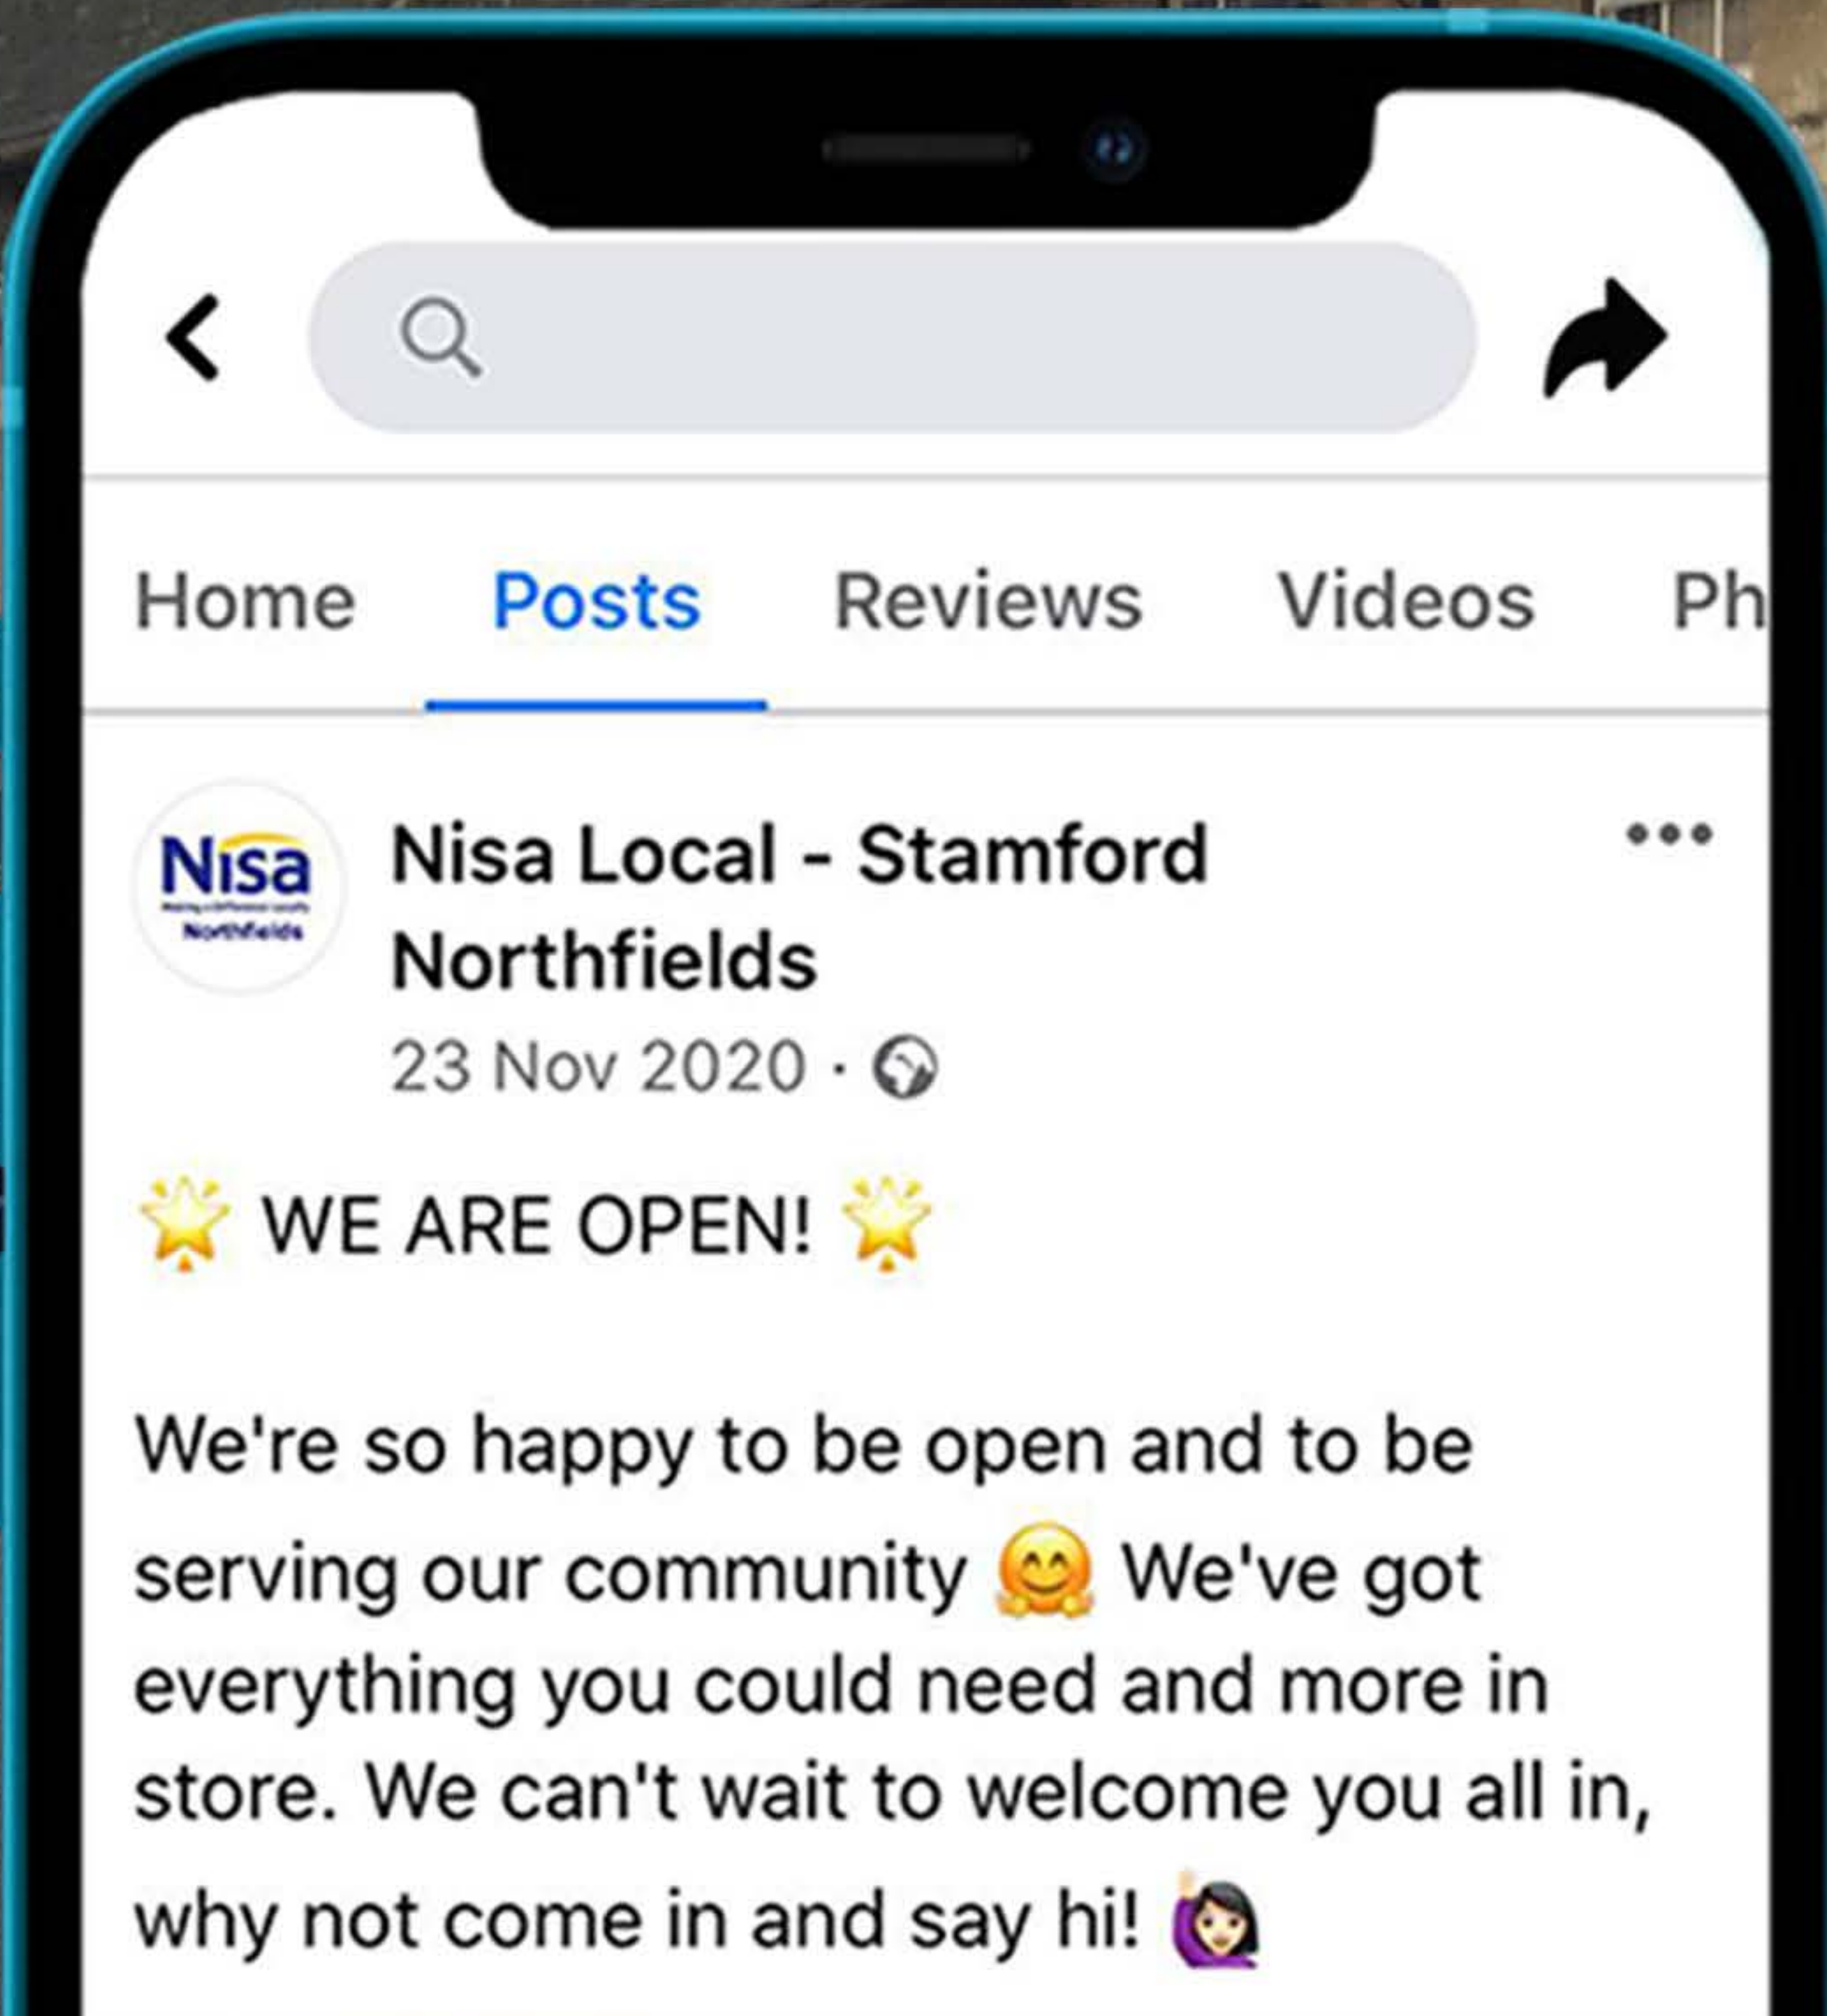 Home Posts Reviews Videos Ph
Nisa
Northfields
Nisa Local - Stamford
Northfields
23 Nov 2020 ·
🌟 WE ARE OPEN! 🌟
We're so happy to be open and to be
serving our community 🤗 We've got
everything you could need and more in
store. We can't wait to welcome you all in,
why not come in and say hi! 🙋🏻‍♀️